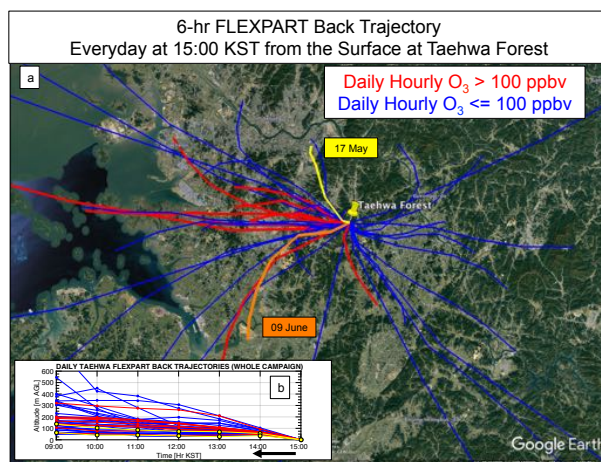 6-hr FLEXPART Back Trajectory
Everyday at 15:00 KST from the Surface at Taehwa Forest
a
Daily Hourly O3 > 100 ppbv
Daily Hourly O3 <= 100 ppbv
17 May
Taehwa Forest
09 June
DAILY TAEHWA FLEXPART BACK TRAJECTORIES (WHOLE CAMPAIGN)
b
Altitude [m AGL]
600
500
400
300
200
100
0
09:00 10:00 11:00 12:00 13:00 14:00 15:00
Time [Hr KST]
Google Earth